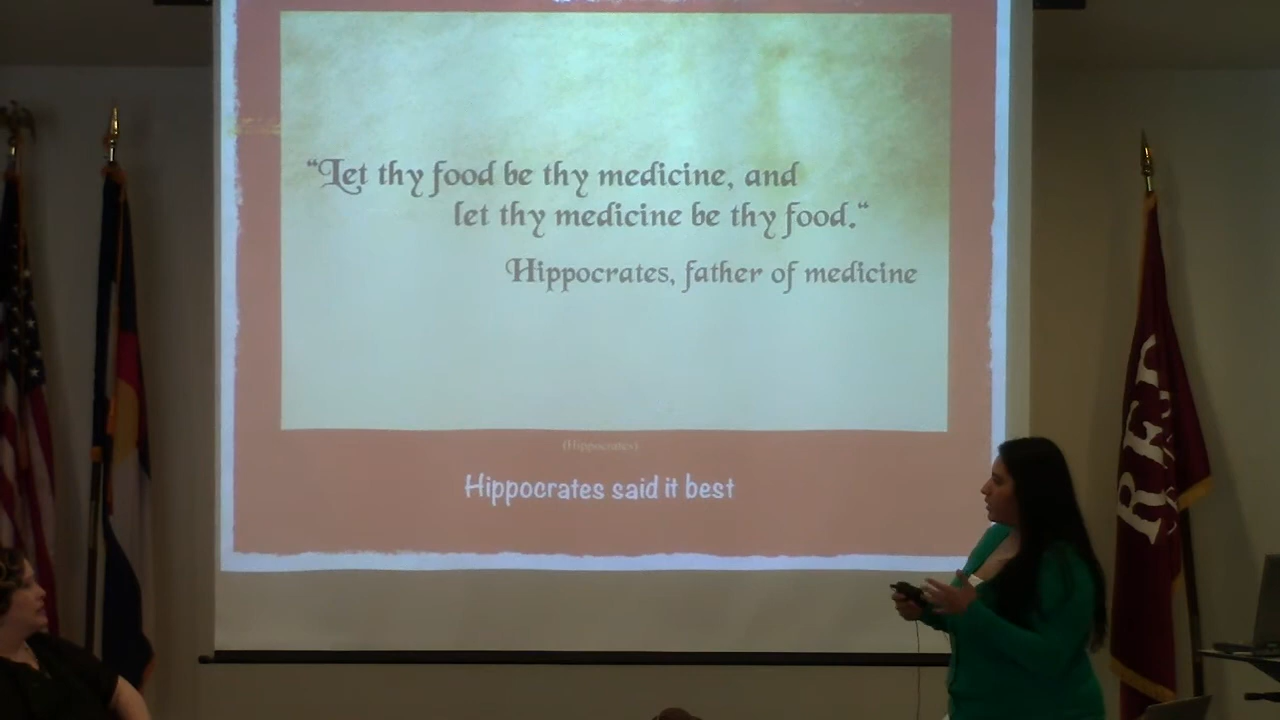 “Let thy food be thy medicine, and
let thy medicine be thy food.“
Hippocrates, father of medicine
(Hippocrates)
Hippocrates said it best